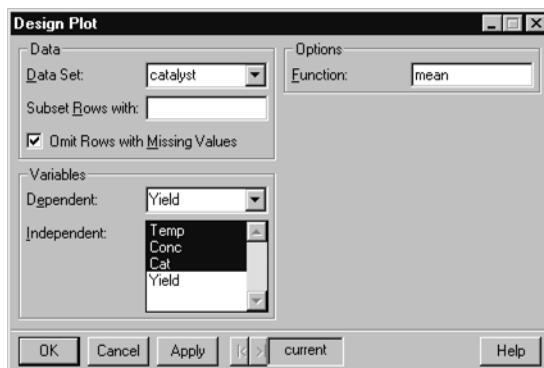 Design Plot
Data
Data Set: catalyst
Subset Rows with:
Omit Rows with Missing Values
Variables
Dependent: Yield
Independent: Temp
Conc
Cat
Yield
Options
Function: mean
OK Cancel Apply current Help